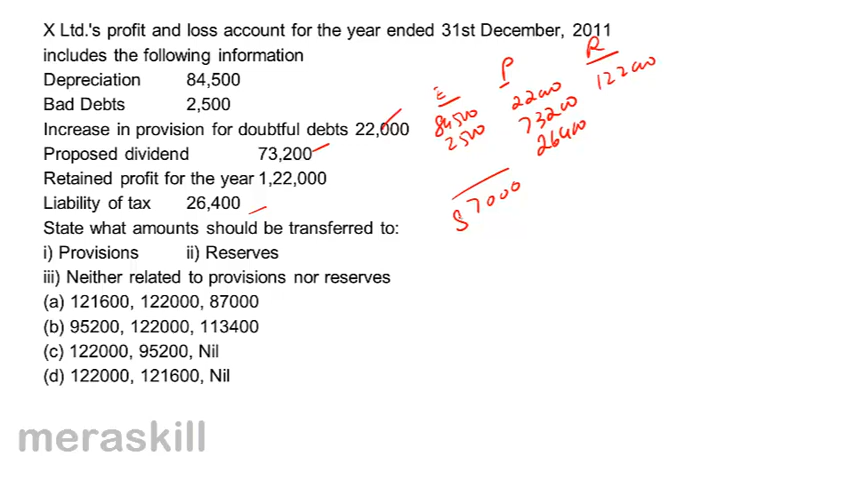 X Ltd.'s profit and loss account for the year ended 31st December, 2011
includes the following information
Depreciation 84,500
Bad Debts 2,500
Increase in provision for doubtful debts 22,000
Proposed dividend 73,200
Retained profit for the year 1,22,000
Liability of tax 26,400
State what amounts should be transferred to:
i) Provisions ii) Reserves
iii) Neither related to provisions nor reserves
(a) 121600, 122000, 87000
(b) 95200, 122000, 113400
(c) 122000, 95200, Nil
(d) 122000, 121600, Nil
E
84500
2500
87000
P
22000
73200
26400
R
122000
meraskill